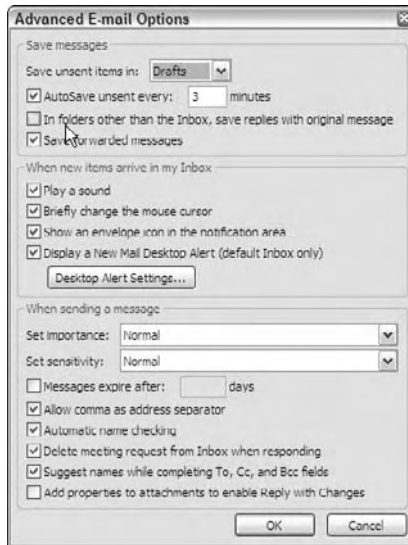 Advanced E-mail Options
Save messages
Save unsent items in: Drafts
AutoSave unsent every: 3 minutes
In folders other than the Inbox, save replies with original message
Save forwarded messages
When new items arrive in my Inbox
Play a sound
Briefly change the mouse cursor
Show an envelope icon in the notification area
Display a New Mail Desktop Alert (default Inbox only)
Desktop Alert Settings...
When sending a message
Set importance: Normal
Set sensitivity: Normal
Messages expire after: days
Allow comma as address separator
Automatic name checking
Delete meeting request from Inbox when responding
Suggest names while completing To, Cc, and Bcc fields
Add properties to attachments to enable Reply with Changes
OK Cancel